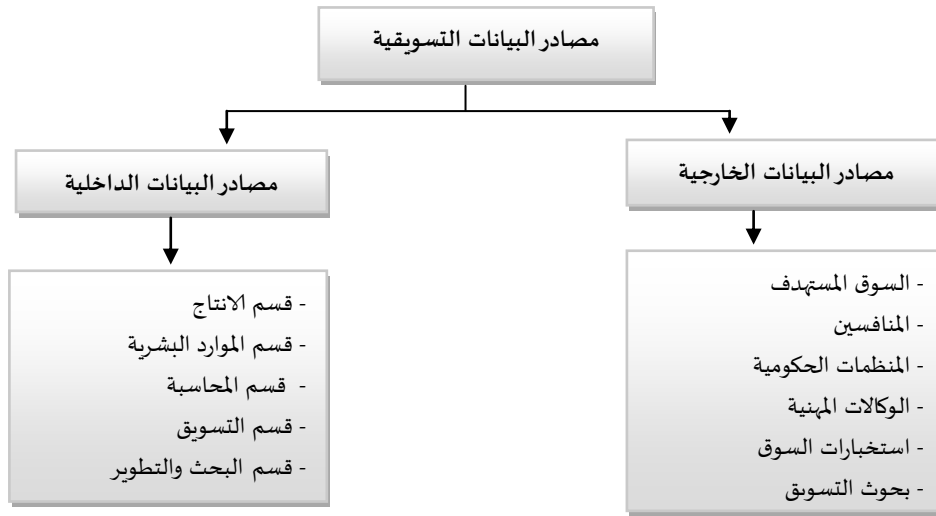 مصادر البيانات التسويقية
مصادر البيانات الخارجية
مصادر البيانات الداخلية
- السوق المستهدف
- المنافسين
- المنظمات الحكومية
- الوكالات المهنية
- استخبارات السوق
- بحوث التسويق
- قسم الانتاج
- قسم الموارد البشرية
- قسم المحاسبة
- قسم التسويق
- قسم البحث والتطوير